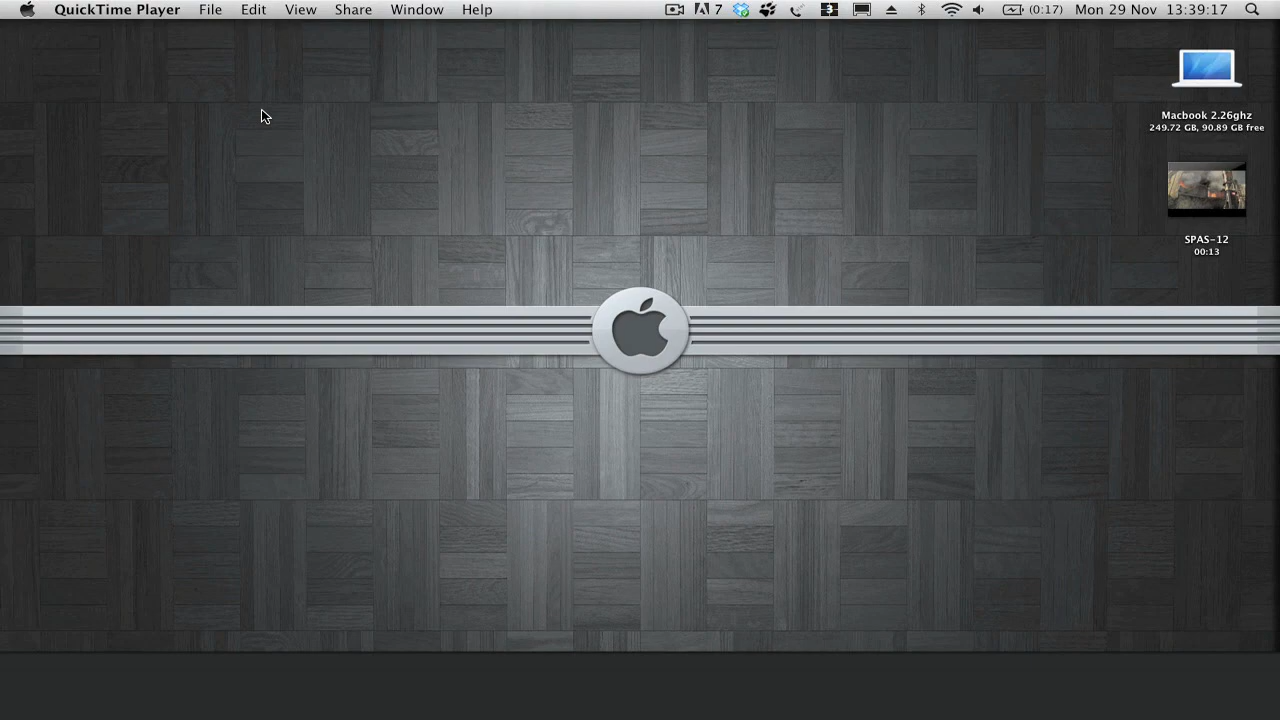 QuickTime Player File Edit View Share Window Help 7 3 (0:17) Mon 29 Nov 13:39:17
Macbook 2.26ghz
249.72 GB, 90.89 GB free
SPAS-12
00:13